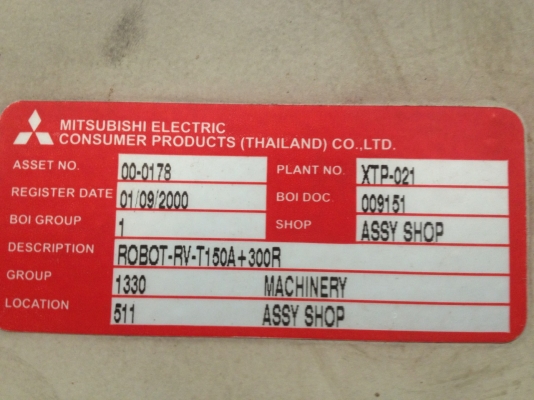 MITSUBISHI ELECTRIC
CONSUMER PRODUCTS (THAILAND) CO.,LTD.
ASSET NO. 00-0178 PLANT NO. XTP-021
REGISTER DATE 01/09/2000 BOI DOC 009151
BOI GROUP 1 SHOP ASSY SHOP
DESCRIPTION ROBOT-RV-T150A+300R
GROUP 1330 MACHINERY
LOCATION 511 ASSY SHOP